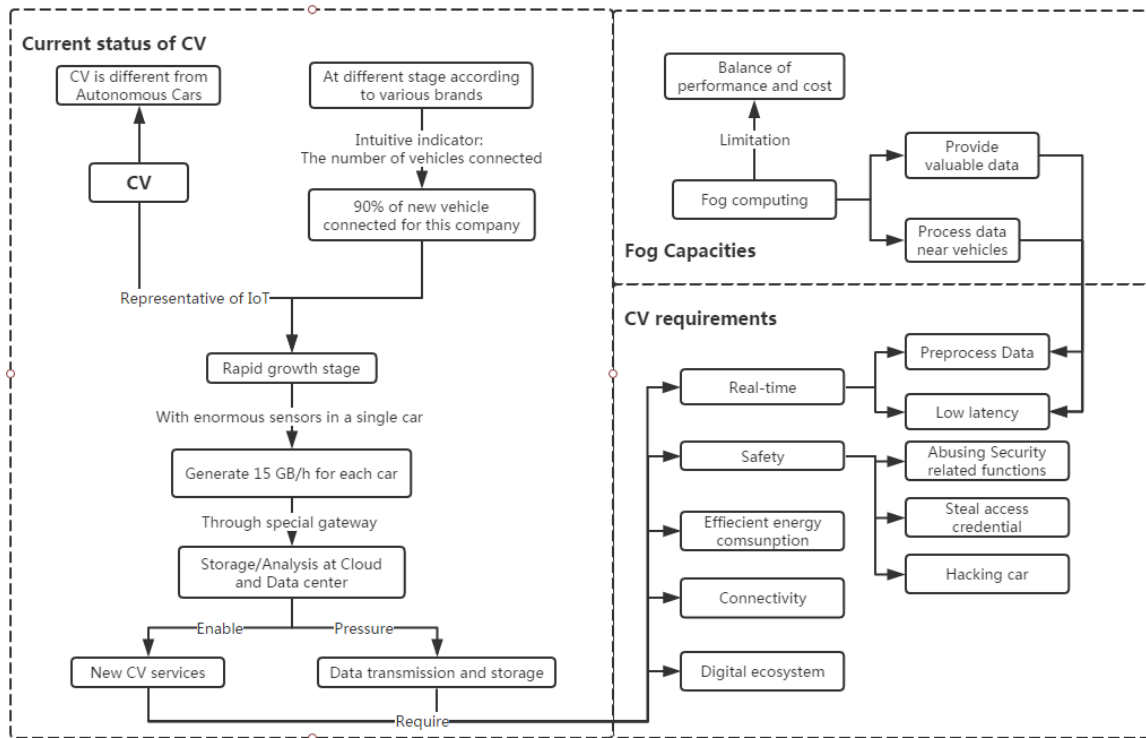 Current status of CV
CV is different from
Autonomous Cars
At different stage according
to various brands
Intuitive indicator:
The number of vehicles connected
CV
90% of new vehicle
connected for this company
Representative of IoT
Rapid growth stage
With enormous sensors in a single car
Generate 15 GB/h for each car
Through special gateway
Storage/Analysis at Cloud
and Data center
Enable
Pressure
New CV services
Data transmission and storage
Require
Balance of
performance and cost
Limitation
Fog computing
Provide
valuable data
Process data
near vehicles
Fog Capacities
CV requirements
Real-time
Preprocess Data
Low latency
Safety
Abusing Security
related functions
Steal access
credential
Hacking car
Effiecient energy
comsunption
Connectivity
Digital ecosystem